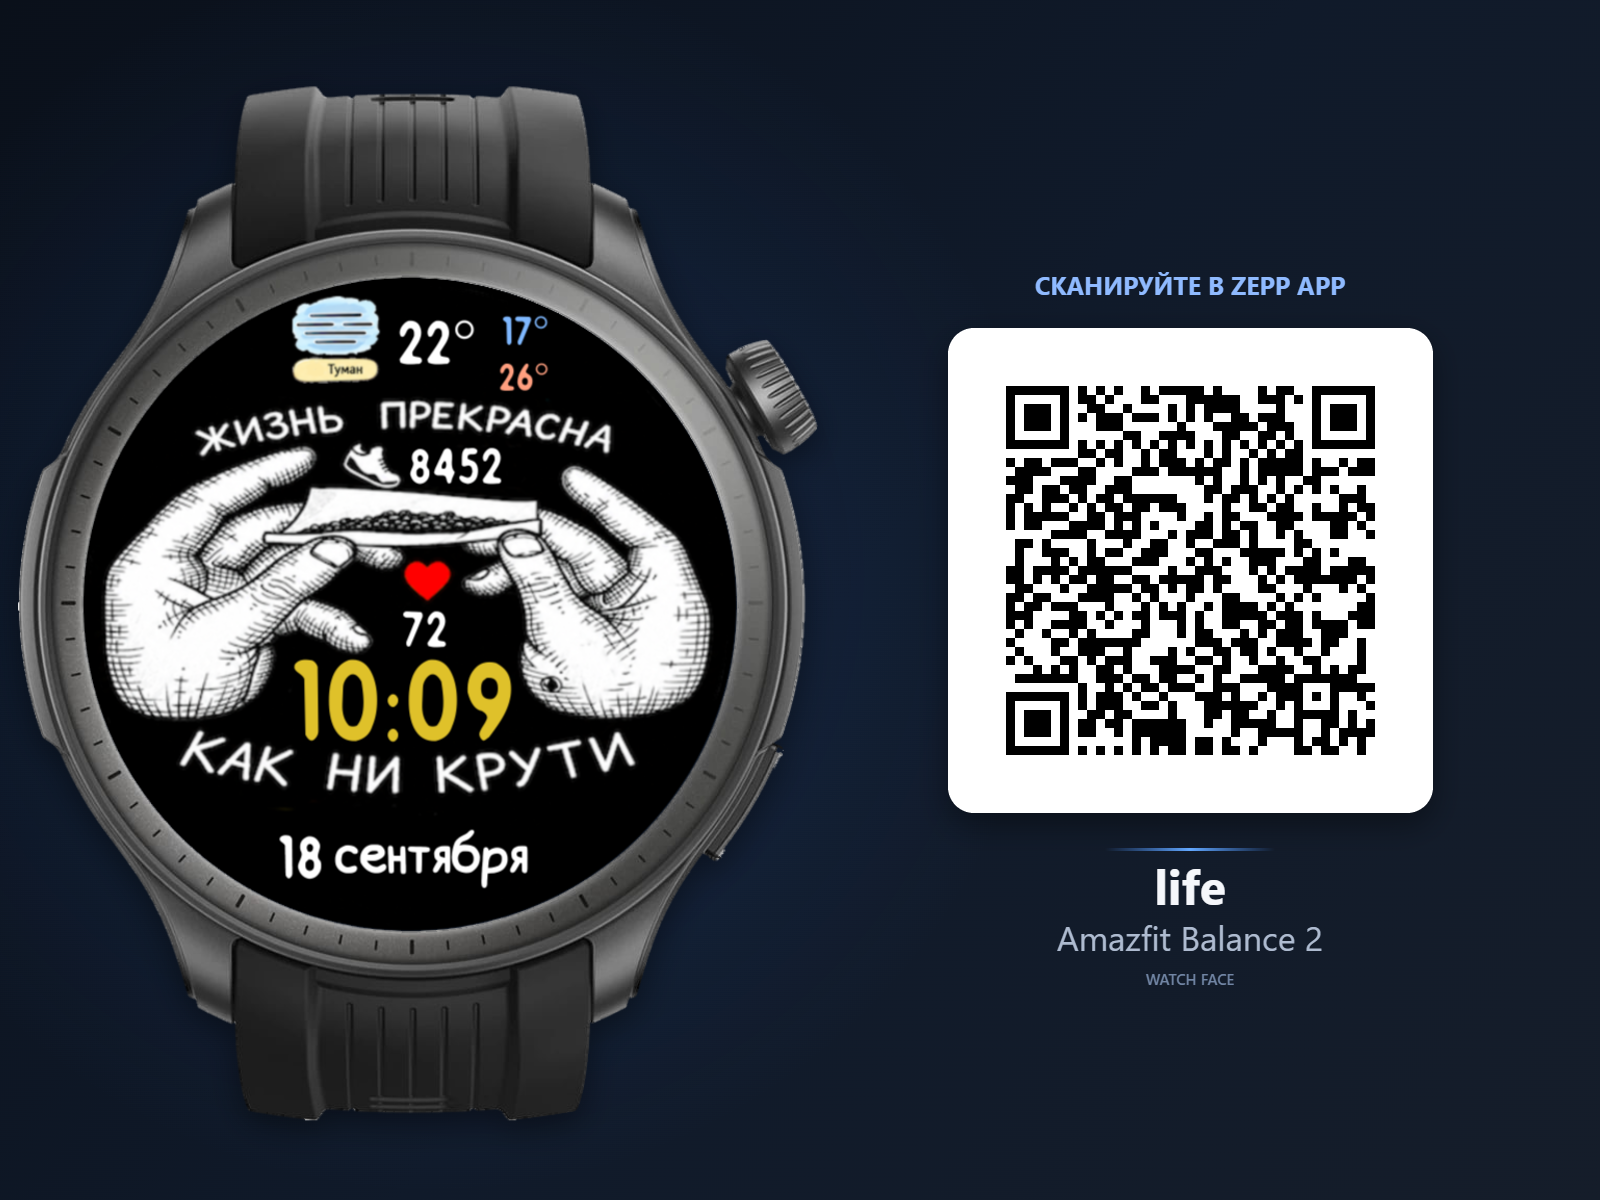 Туман
22°
17°
26°
ЖИЗНЬ ПРЕКРАСНА
8452
72
10:09
КАК НИ КРУТИ
18 сентября
СКАНИРУЙТЕ В ZEPP APP
life
Amazfit Balance 2
WATCH FACE